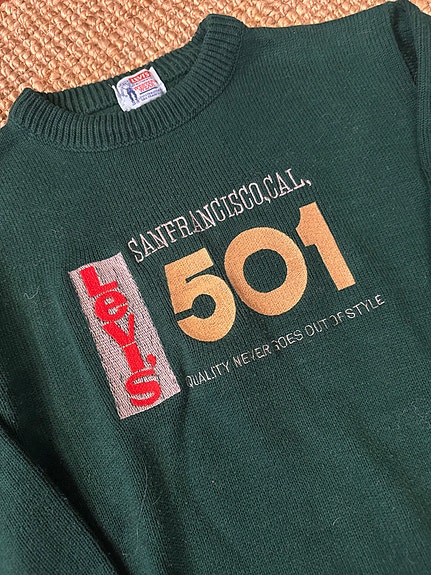 SANFRANCISCO,CAL,
501
Levi's
QUALITY NEVER GOES OUT OF STYLE